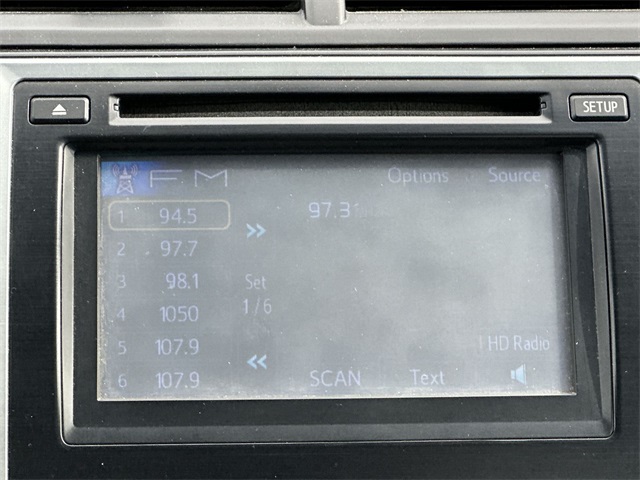 SETUP
FM Options Source
1 94.5 97.3
2 97.7
3 98.1 Set
4 1050 1/6
5 107.9 HD Radio
6 107.9 SCAN Text